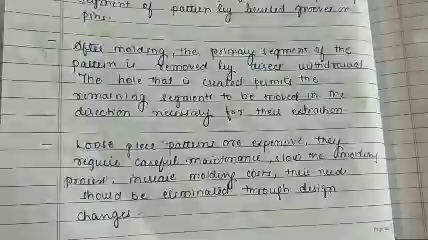 segment of pattern by beveled grooves or
pins.
- After molding, the primary segment of the
pattern is removed by direct withdrawal.
The hole that is created permits the
remaining segments to be moved in the
direction necessary for their extraction.
- Loose piece patterns are expensive, they
require careful maintenance, slow the molding
process, increase molding costs, their need
should be eliminated through design
changes.